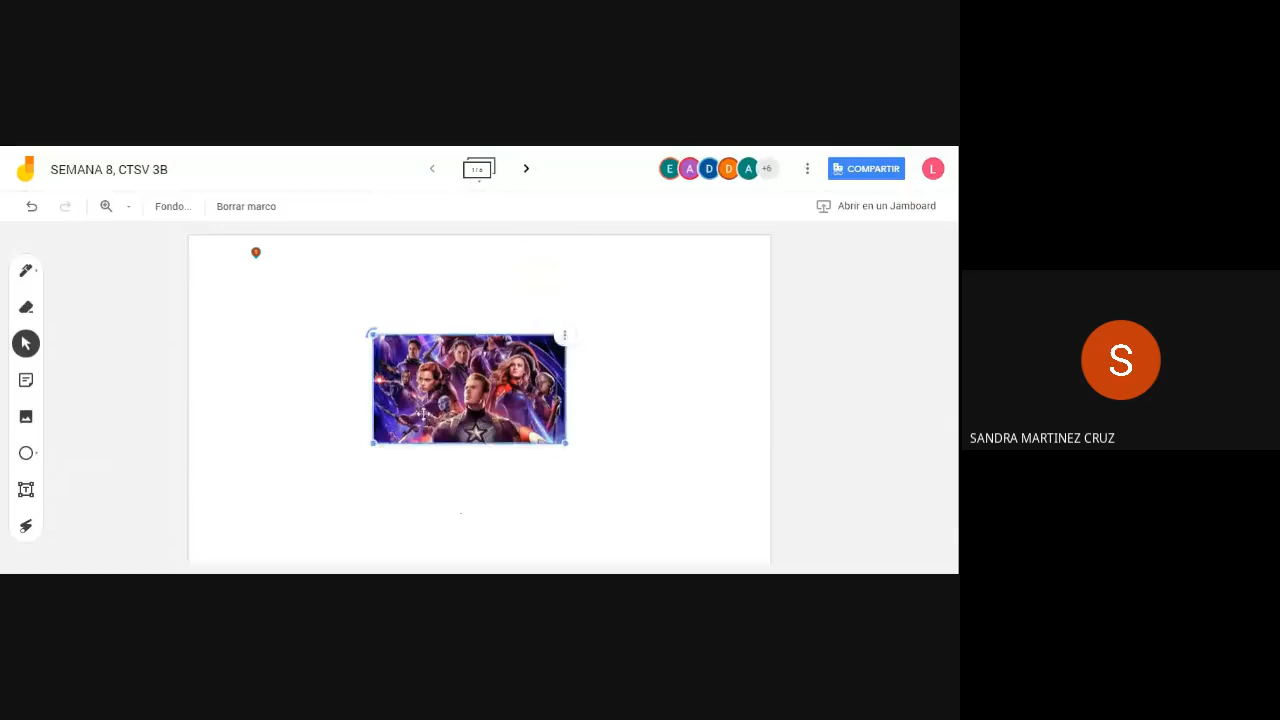 SEMANA 8, CTSV 3B
1 / 6
E A D D A +6
COMPARTIR
L
Fondo...
Borrar marco
Abrir en un Jamboard
T
S
SANDRA MARTINEZ CRUZ